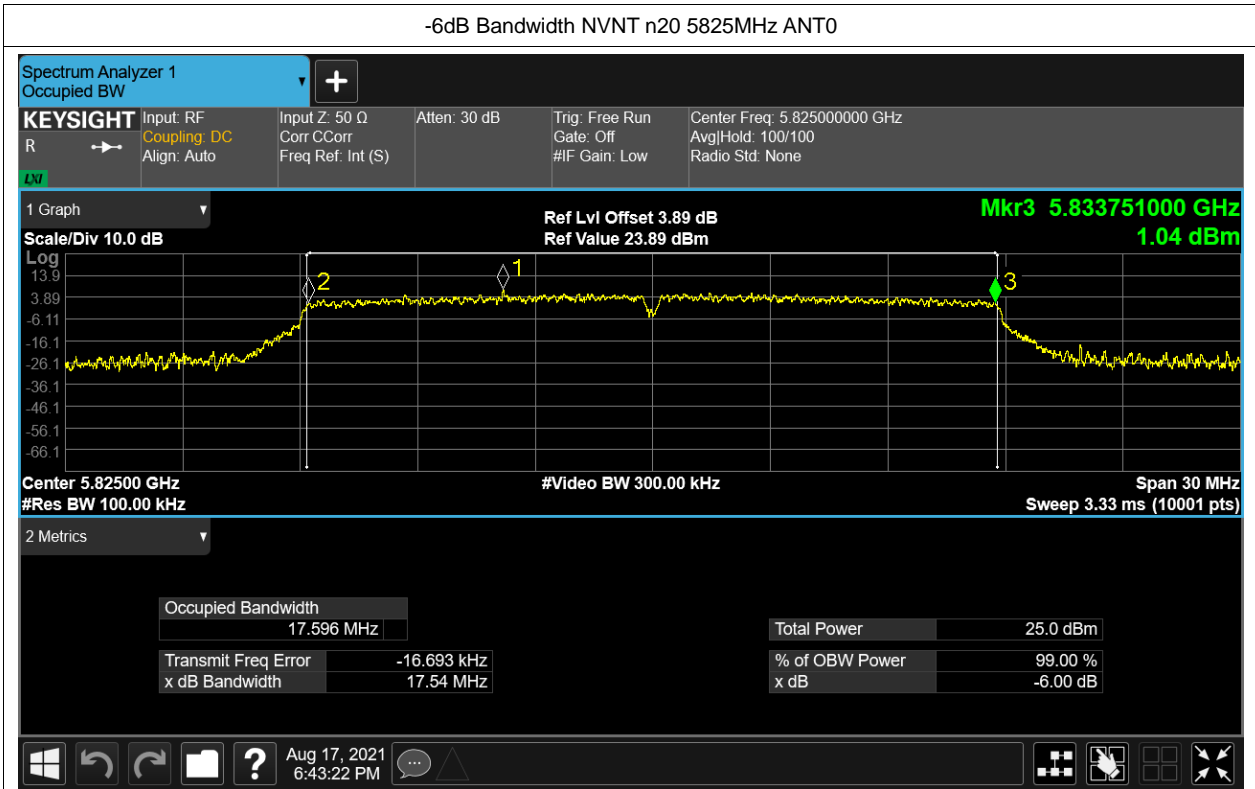 -6dB Bandwidth NVNT n20 5825MHz ANT0
Spectrum Analyzer 1
Occupied BW
KEYSIGHT
R
LXI
Input: RF
Coupling: DC
Align: Auto
Input Z: 50 Ω
Corr CCorr
Freq Ref: Int (S)
Atten: 30 dB
Trig: Free Run
Gate: Off
#IF Gain: Low
Center Freq: 5.825000000 GHz
Avg|Hold: 100/100
Radio Std: None
1 Graph
Scale/Div 10.0 dB
Ref Lvl Offset 3.89 dB
Ref Value 23.89 dBm
Mkr3 5.833751000 GHz
1.04 dBm
Log
13.9
3.89
-6.11
-16.1
-26.1
-36.1
-46.1
-56.1
-66.1
2
1
3
Center 5.82500 GHz
#Res BW 100.00 kHz
#Video BW 300.00 kHz
Span 30 MHz
Sweep 3.33 ms (10001 pts)
2 Metrics
Occupied Bandwidth
17.596 MHz
Transmit Freq Error -16.693 kHz
x dB Bandwidth 17.54 MHz
Total Power 25.0 dBm
% of OBW Power 99.00 %
x dB -6.00 dB
Aug 17, 2021
6:43:22 PM